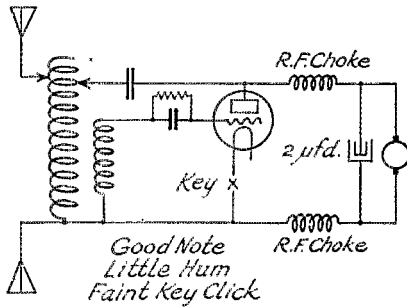 R.F. Choke
2 µfd.
Key
R.F. Choke
Good Note
Little Hum
Faint Key Click